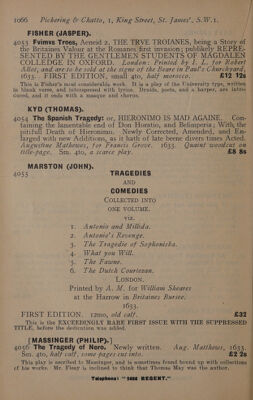 1066 Pickering & Chatto, 1, King Street, St. James', S.W.1.
FISHER (JASPER).
4053 Fvimvs Troes, Aeneid 2, THE TRVE TROIANES, being a Story of
the Britaines Valour at the Romanes first invasion; publikely REPRE-
SENTED BY THE GENTLEMEN STUDENTS OF MAGDALEN
COLLEDGE IN OXFORD. London: Printed by I. L. for Robert
Allot, and are to be sold at the signe of the Beare in Paul's Churchyard,
1633. FIRST EDITION, small 4to, half morocco. £12 12s
This is Fisher's most considerable work. It is a play of the University type, written
in blank verse, and interspersed with lyrics. Druids, poets, and a harper, are intro-
duced, and it ends with a masque and chorus.
KYD (THOMAS).
4054 The Spanish Tragedy: or, HIERONIMO IS MAD AGAINE. Con-
taining the lamentable end of Don Horatio, and Belimperia; With the
pittifull Death of Hieronimo. Newly Corrected, Amended, and En-
larged with new Additions, as it hath of late beene divers times Acted.
Augustine Mathewes, for Francis Grove. 1633. Quaint woodcut on
title-page. Sm. 4to, a scarce play. £8 8s
MARSTON (JOHN).
4055 TRAGEDIES
AND
COMEDIES
COLLECTED INTO
ONE VOLUME.
VIZ.
1. Antonio and Millida.
2. Antonio's Revenge.
3. The Tragedie of Sophonisba.
4. What you Will.
5. The Fawne.
6. The Dutch Courtezan.
LONDON.
Printed by A. M. for William Sheares
at the Harrow in Britaines Bursee.
1633.
FIRST EDITION. 12mo, old calf. £32
This is the EXCEEDINGLY RARE FIRST ISSUE WITH THE SUPPRESSED
TITLE, before the dedication was added.
[MASSINGER (PHILIP).]
4056 The Tragedy of Nero. Newly written. Aug. Matthews, 1633.
Sm. 4to, half calf, some pages cut into. £2 2s
This play is ascribed to Massinger, and is sometimes found bound up with collections
of his works. Mr. Fleay is inclined to think that Thomas May was the author.
Telephone: "REGENT."